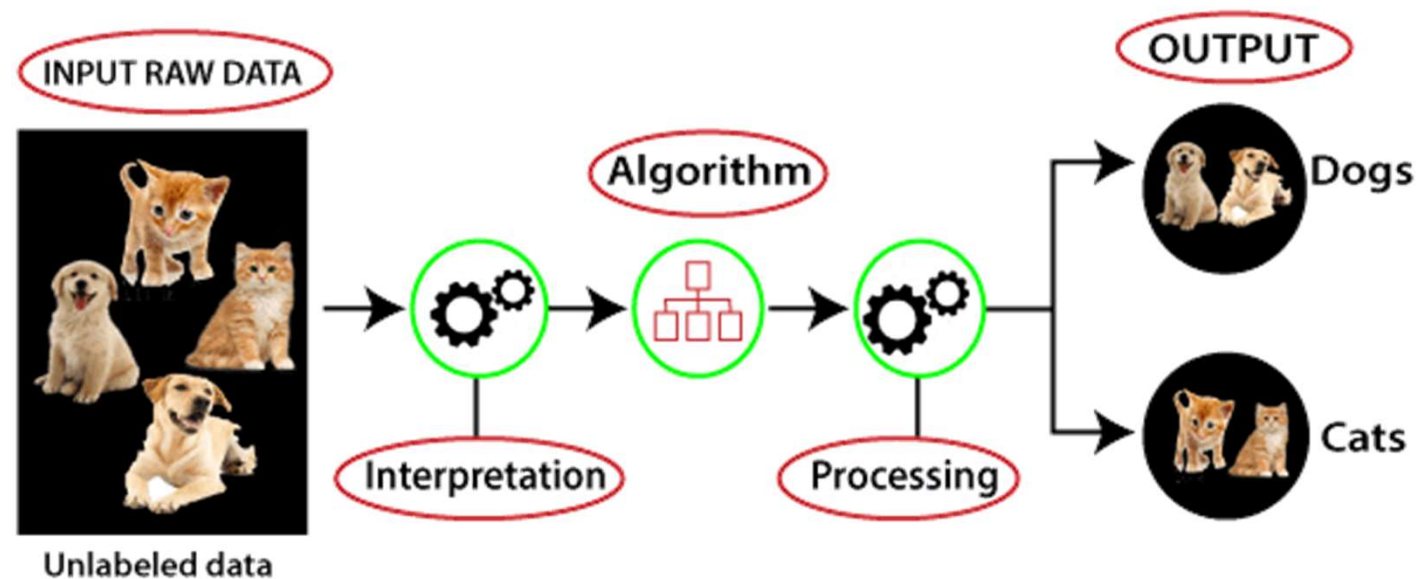 INPUT RAW DATA
Unlabeled data
Interpretation
Algorithm
Processing
OUTPUT
Dogs
Cats